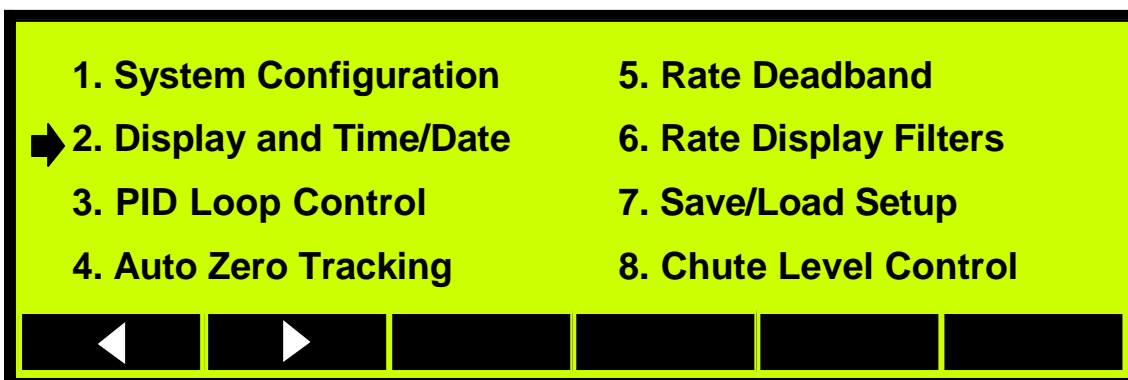 1. System Configuration
2. Display and Time/Date
3. PID Loop Control
4. Auto Zero Tracking
5. Rate Deadband
6. Rate Display Filters
7. Save/Load Setup
8. Chute Level Control